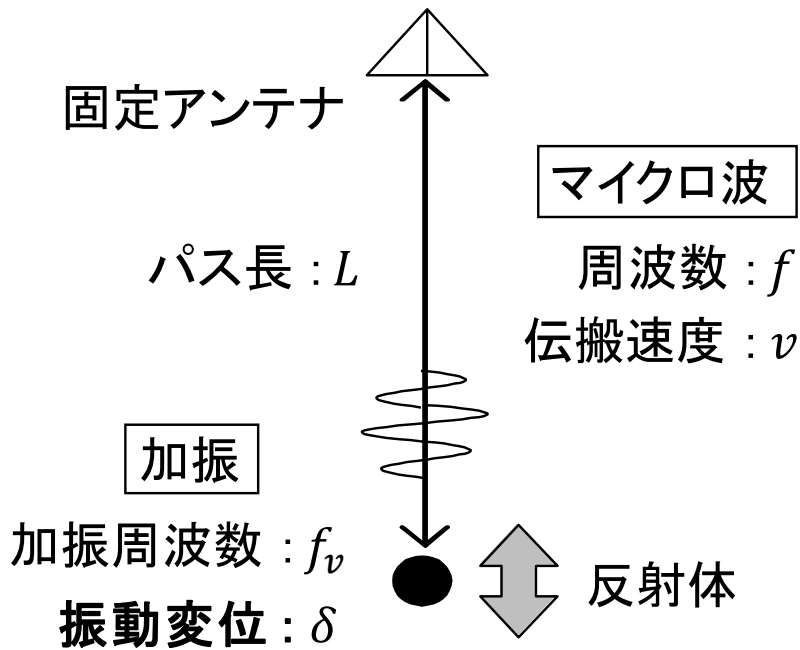 固定アンテナ
マイクロ波
パス長：L
周波数：f
伝搬速度：v
加振
加振周波数：f_v
振動変位：δ
反射体